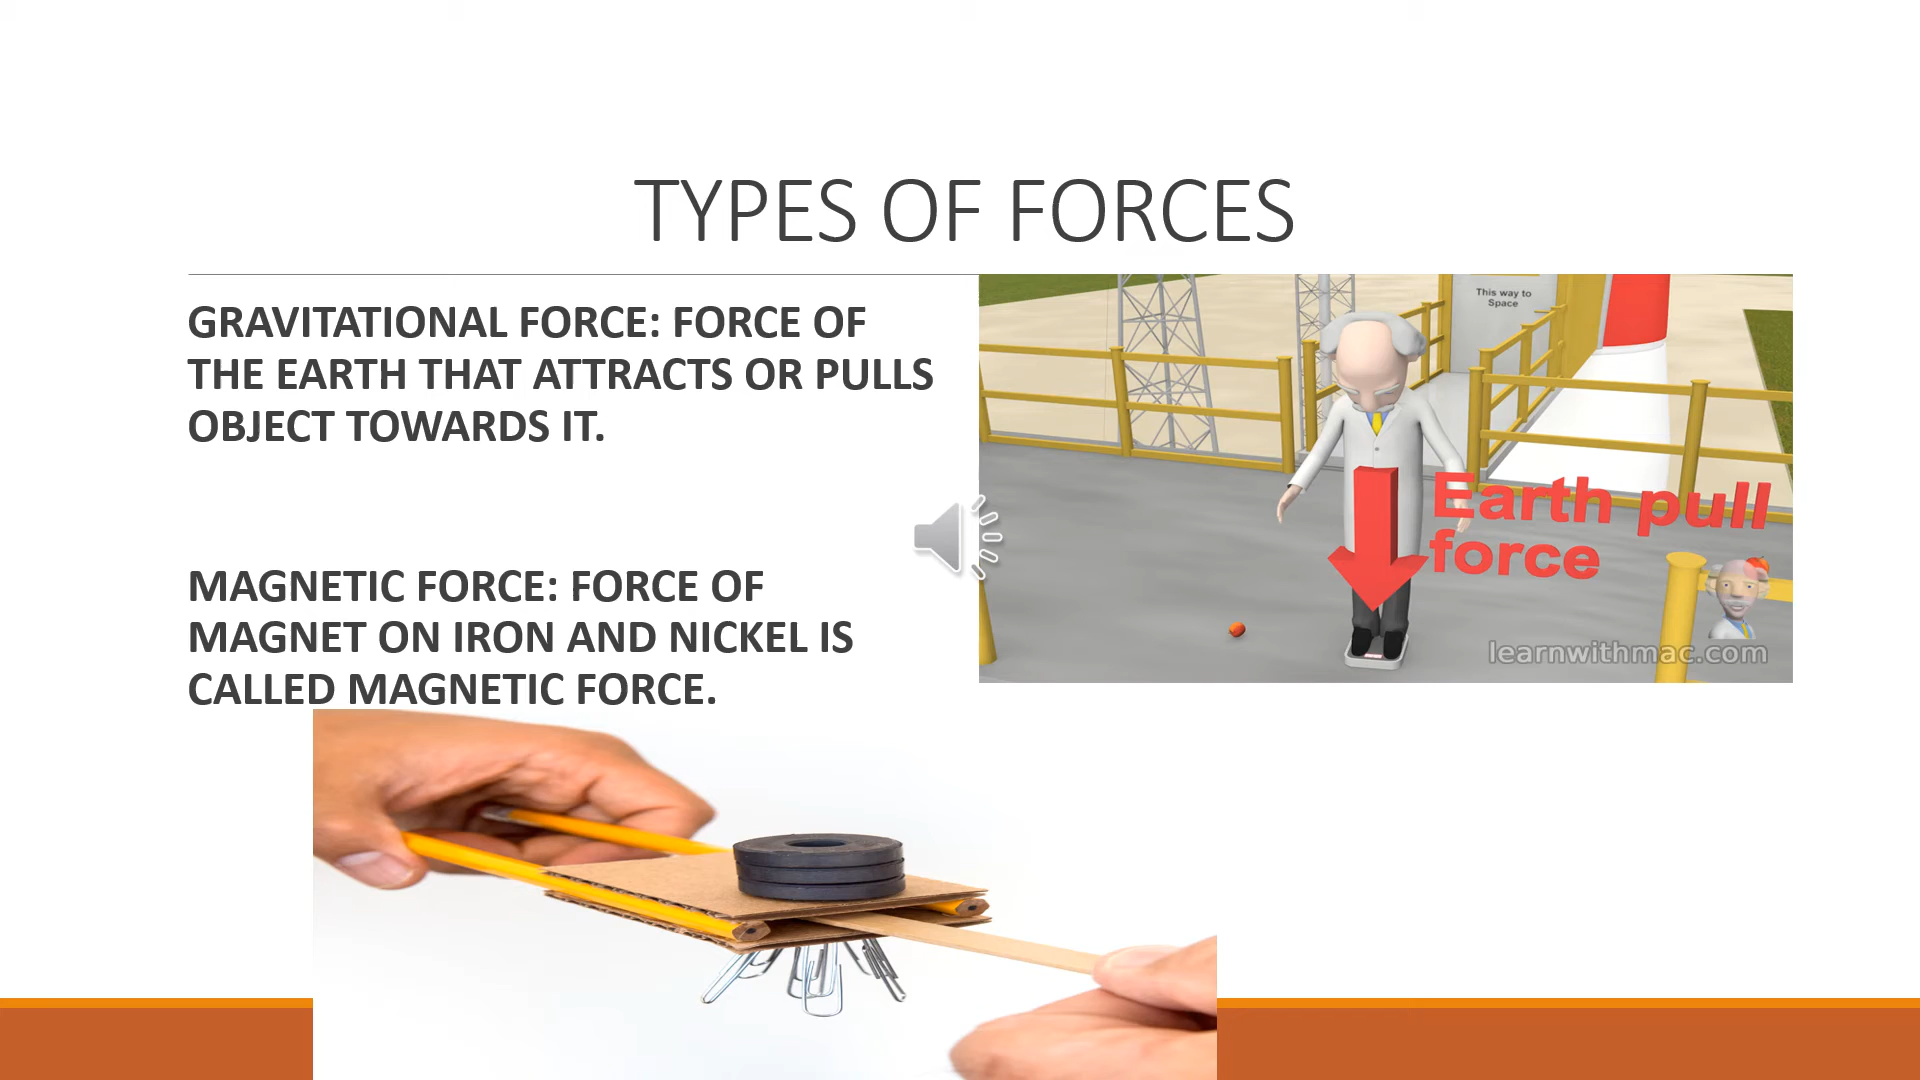 TYPES OF FORCES
GRAVITATIONAL FORCE: FORCE OF
THE EARTH THAT ATTRACTS OR PULLS
OBJECT TOWARDS IT.
This way to
Space
Earth pull
force
learnwithmac.com
MAGNETIC FORCE: FORCE OF
MAGNET ON IRON AND NICKEL IS
CALLED MAGNETIC FORCE.